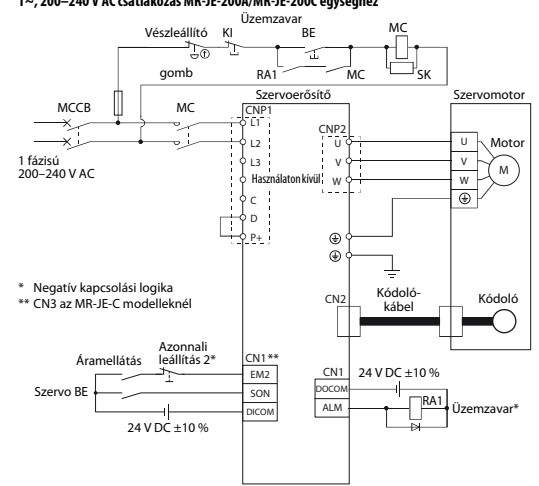 1~, 200–240 V AC csatlakozás MR-JE-200A/MR-JE-200C egységhez
Üzemzavar
Vészleállító KI BE MC
gomb RA1 MC SK
Szervoerősítő Szervomotor
MCCB MC CNP1
L1
CNP2
L2 U U Motor
L3 V V M
Használaton kívül W W
1 fázisú
200–240 V AC
C
D
P+
* Negatív kapcsolási logika
** CN3 az MR-JE-C modelleknél
CN2 Kódoló-
kábel
Kódoló
Azonnali
leállítás 2*
Áramellátás
CN1** CN1 24 V DC ±10 %
EM2 DOCOM
Szervo BE SON ALM RA1 Üzemzavar*
DICOM
24 V DC ±10 %